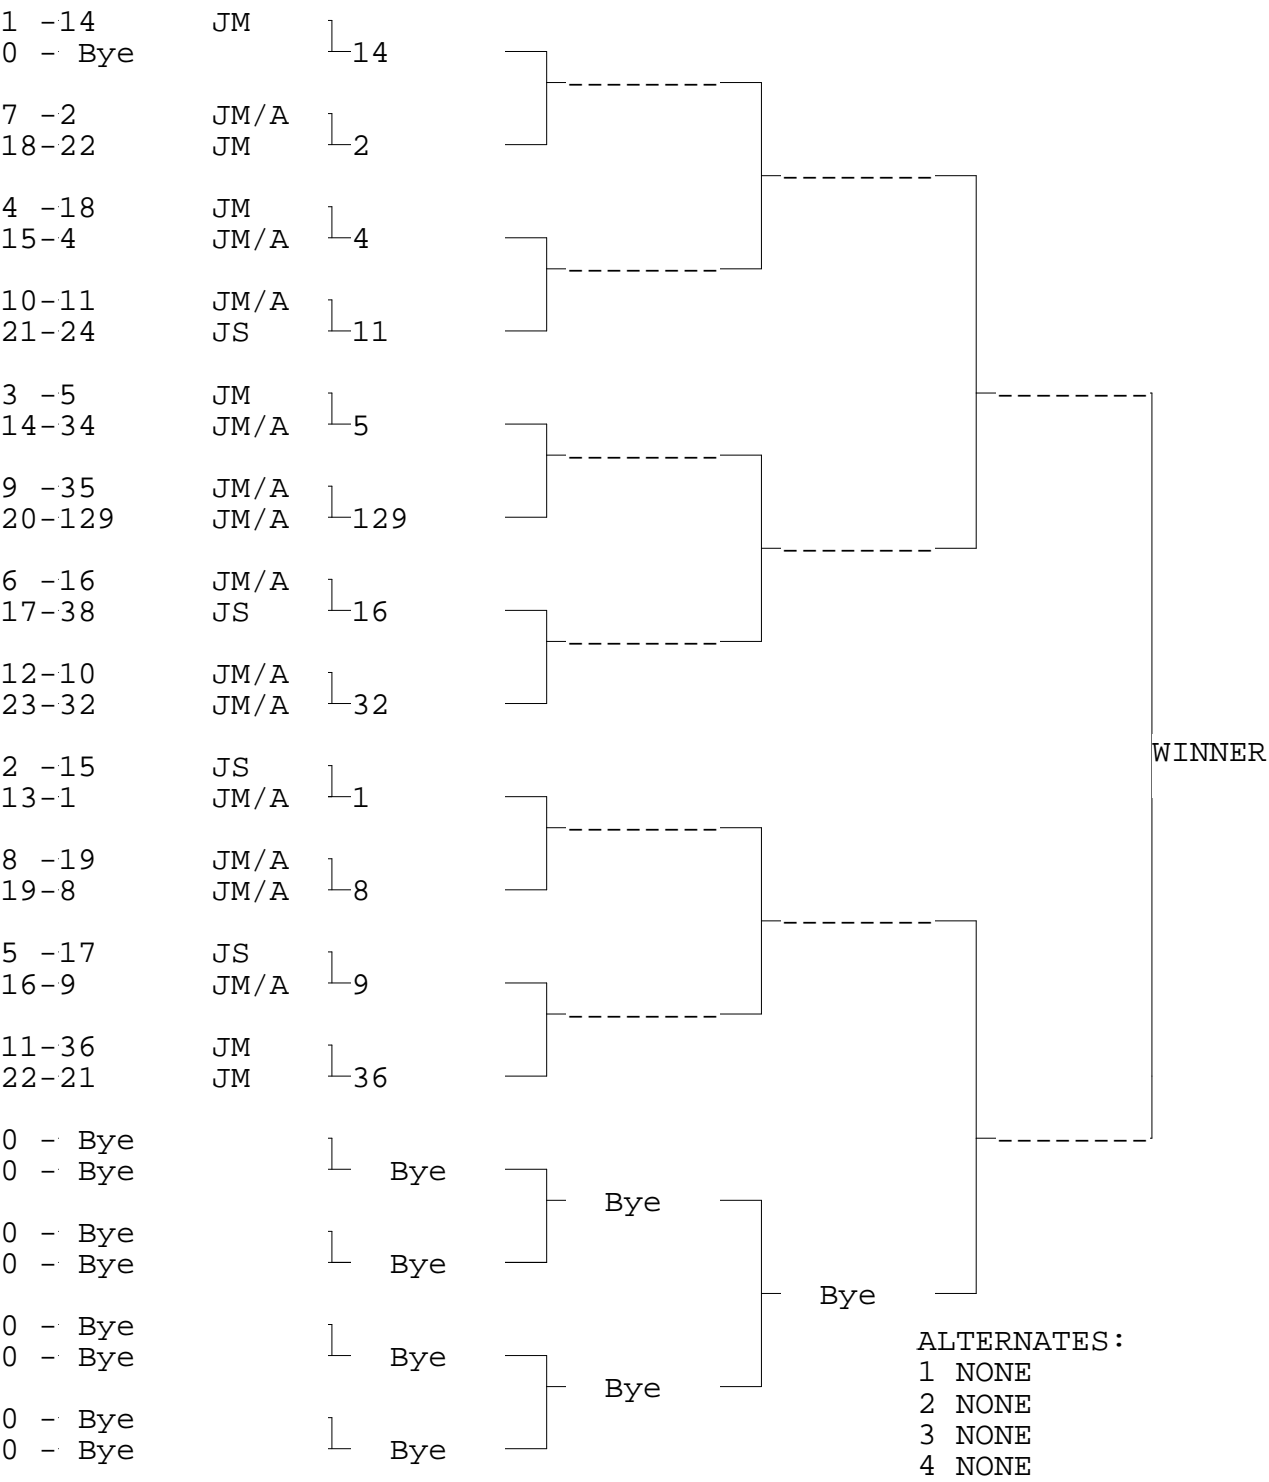 1 -14 JM
0 - Bye 14
7 -2 JM/A
18-22 JM 2
4 -18 JM
15-4 JM/A 4
10-11 JM/A
21-24 JS 11
3 -5 JM
14-34 JM/A 5
9 -35 JM/A
20-129 JM/A 129
6 -16 JM/A
17-38 JS 16
12-10 JM/A
23-32 JM/A 32
WINNER
2 -15 JS
13-1 JM/A 1
8 -19 JM/A
19-8 JM/A 8
5 -17 JS
16-9 JM/A 9
11-36 JM
22-21 JM 36
0 - Bye
0 - Bye Bye
Bye
0 - Bye
0 - Bye Bye
Bye
0 - Bye
0 - Bye Bye
Bye
0 - Bye
0 - Bye Bye
ALTERNATES:
1 NONE
2 NONE
3 NONE
4 NONE